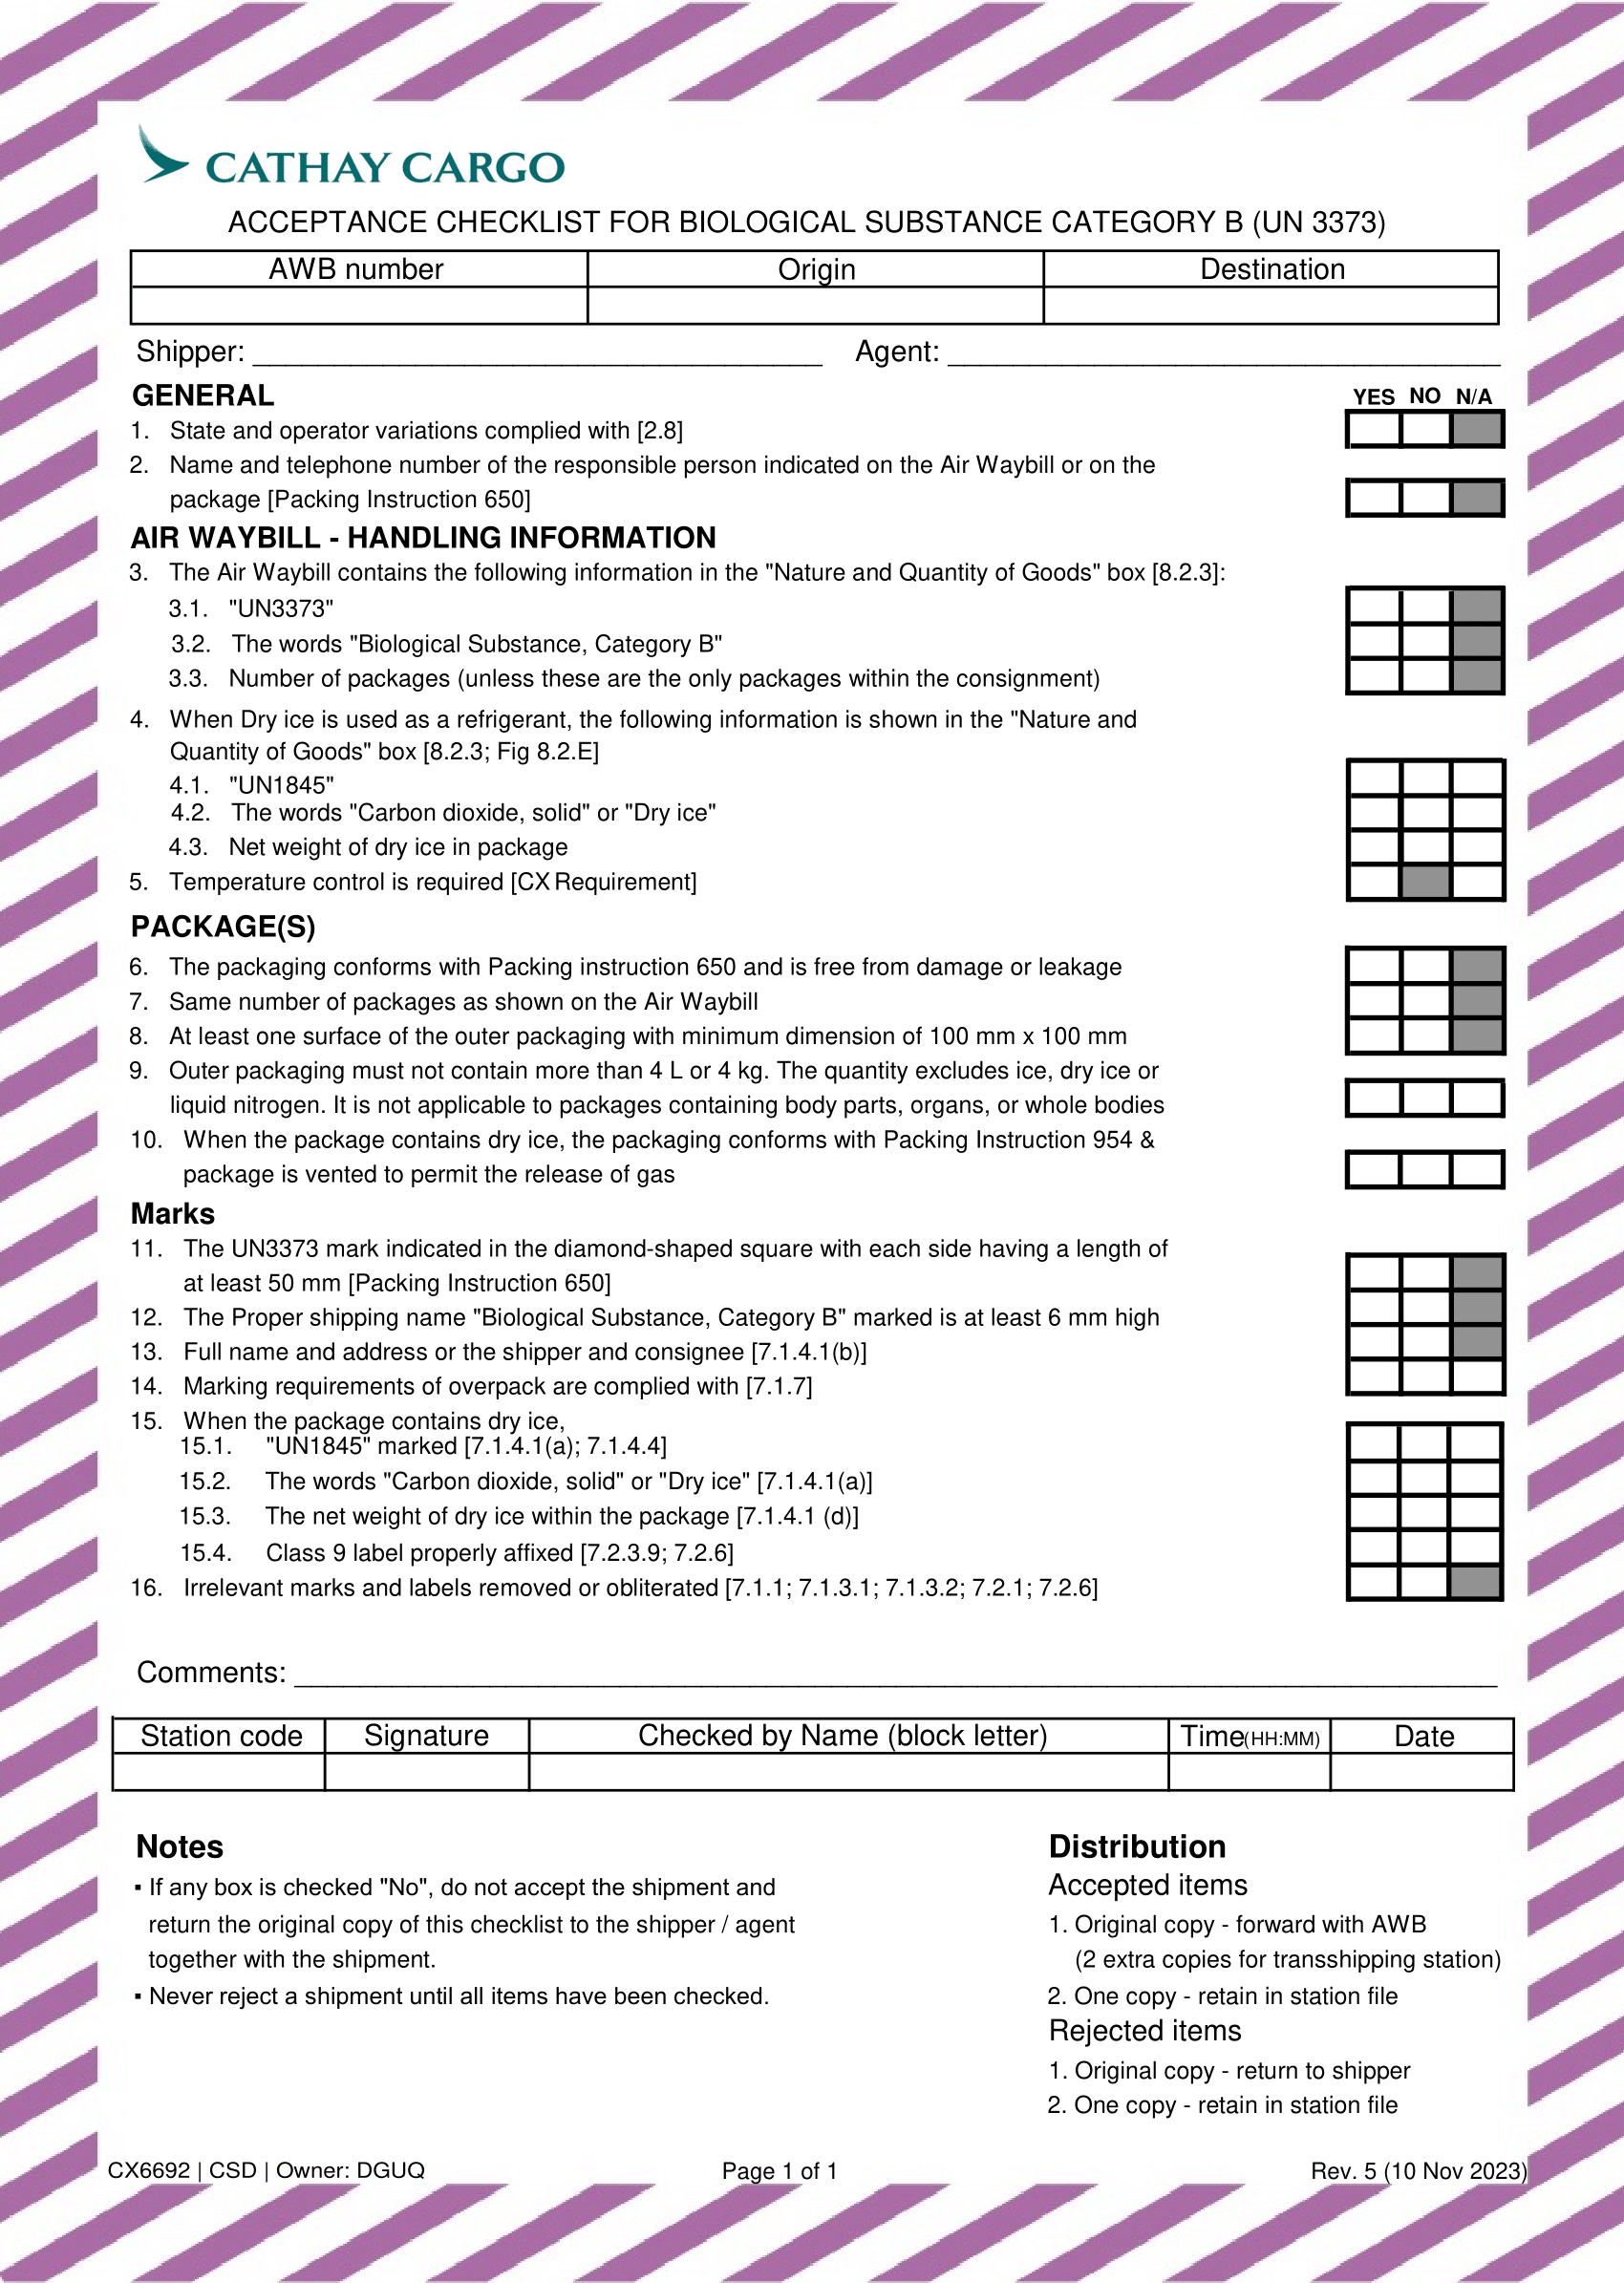 CATHAY CARGO
ACCEPTANCE CHECKLIST FOR BIOLOGICAL SUBSTANCE CATEGORY B (UN 3373)
AWB number Origin Destination
Shipper: Agent:
GENERAL YES NO N/A
1. State and operator variations complied with [2.8]
2. Name and telephone number of the responsible person indicated on the Air Waybill or on the
package [Packing Instruction 650]
AIR WAYBILL - HANDLING INFORMATION
3. The Air Waybill contains the following information in the "Nature and Quantity of Goods" box [8.2.3]:
3.1. "UN3373"
3.2. The words "Biological Substance, Category B"
3.3. Number of packages (unless these are the only packages within the consignment)
4. When Dry ice is used as a refrigerant, the following information is shown in the "Nature and
Quantity of Goods" box [8.2.3; Fig 8.2.E]
4.1. "UN1845"
4.2. The words "Carbon dioxide, solid" or "Dry ice"
4.3. Net weight of dry ice in package
5. Temperature control is required [CX Requirement]
PACKAGE(S)
6. The packaging conforms with Packing instruction 650 and is free from damage or leakage
7. Same number of packages as shown on the Air Waybill
8. At least one surface of the outer packaging with minimum dimension of 100 mm x 100 mm
9. Outer packaging must not contain more than 4 L or 4 kg. The quantity excludes ice, dry ice or
liquid nitrogen. It is not applicable to packages containing body parts, organs, or whole bodies
10. When the package contains dry ice, the packaging conforms with Packing Instruction 954 &
package is vented to permit the release of gas
Marks
11. The UN3373 mark indicated in the diamond-shaped square with each side having a length of
at least 50 mm [Packing Instruction 650]
12. The Proper shipping name "Biological Substance, Category B" marked is at least 6 mm high
13. Full name and address or the shipper and consignee [7.1.4.1(b)]
14. Marking requirements of overpack are complied with [7.1.7]
15. When the package contains dry ice,
15.1. "UN1845" marked [7.1.4.1(a); 7.1.4.4]
15.2. The words "Carbon dioxide, solid" or "Dry ice" [7.1.4.1(a)]
15.3. The net weight of dry ice within the package [7.1.4.1 (d)]
15.4. Class 9 label properly affixed [7.2.3.9; 7.2.6]
16. Irrelevant marks and labels removed or obliterated [7.1.1; 7.1.3.1; 7.1.3.2; 7.2.1; 7.2.6]
Comments:
Station code Signature Checked by Name (block letter) Time(HH:MM) Date
Notes
▪ If any box is checked "No", do not accept the shipment and
return the original copy of this checklist to the shipper / agent
together with the shipment.
▪ Never reject a shipment until all items have been checked.
Distribution
Accepted items
1. Original copy - forward with AWB
(2 extra copies for transshipping station)
2. One copy - retain in station file
Rejected items
1. Original copy - return to shipper
2. One copy - retain in station file
CX6692 | CSD | Owner: DGUQ Page 1 of 1 Rev. 5 (10 Nov 2023)